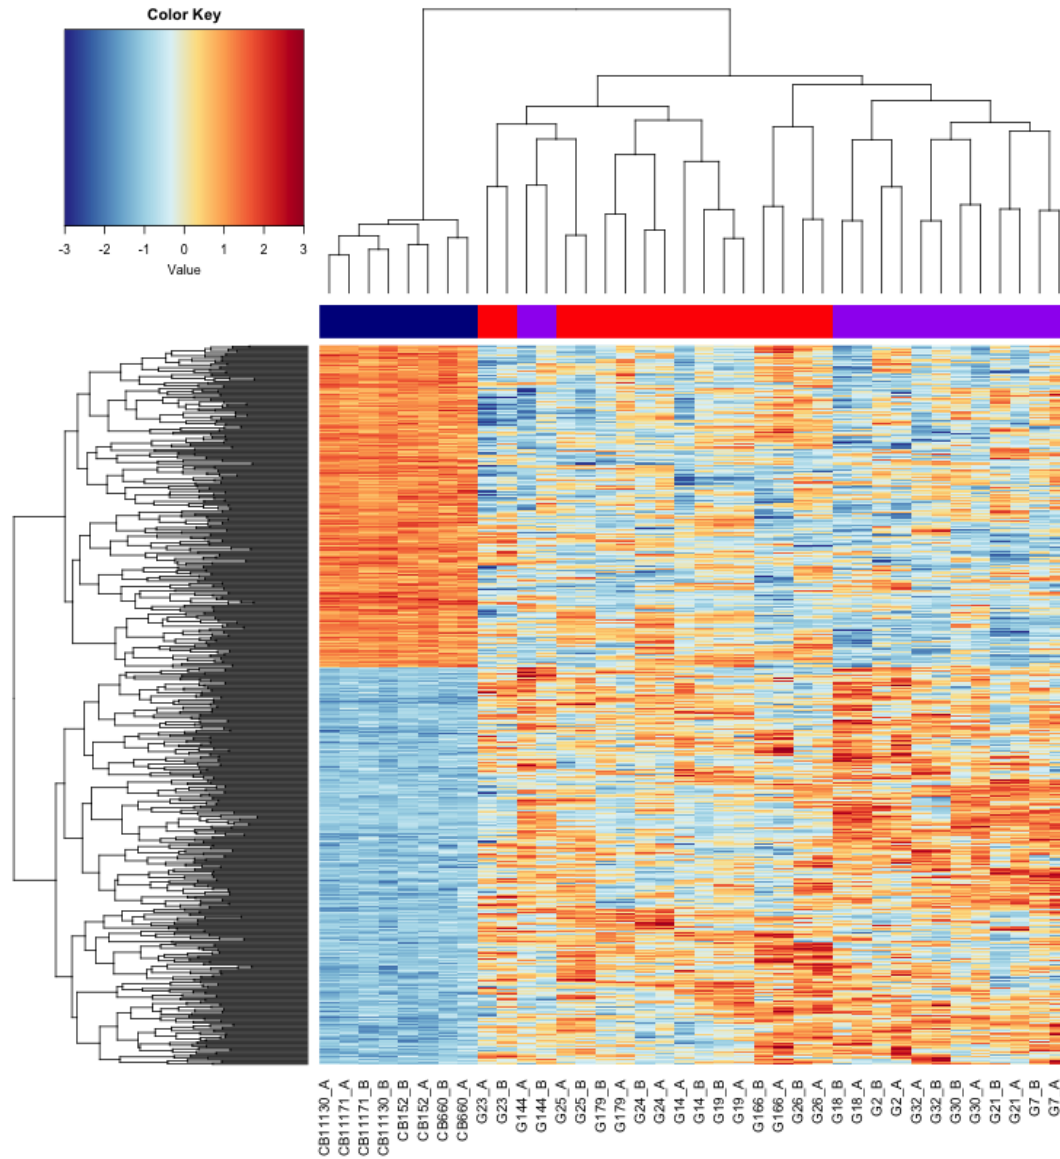 Color Key
-3 -2 -1 0 1 2 3
Value
CB11130_A
CB11171_A
CB11171_B
CB11130_B
CB152_B
CB152_A
CB660_B
CB660_A
G23_A
G23_B
G144_A
G144_B
G25_A
G25_B
G179_B
G179_A
G24_B
G24_A
G14_A
G14_B
G19_B
G19_A
G166_B
G166_A
G26_B
G26_A
G18_B
G18_A
G2_B
G2_A
G32_A
G32_B
G30_B
G30_A
G21_B
G21_A
G7_B
G7_A